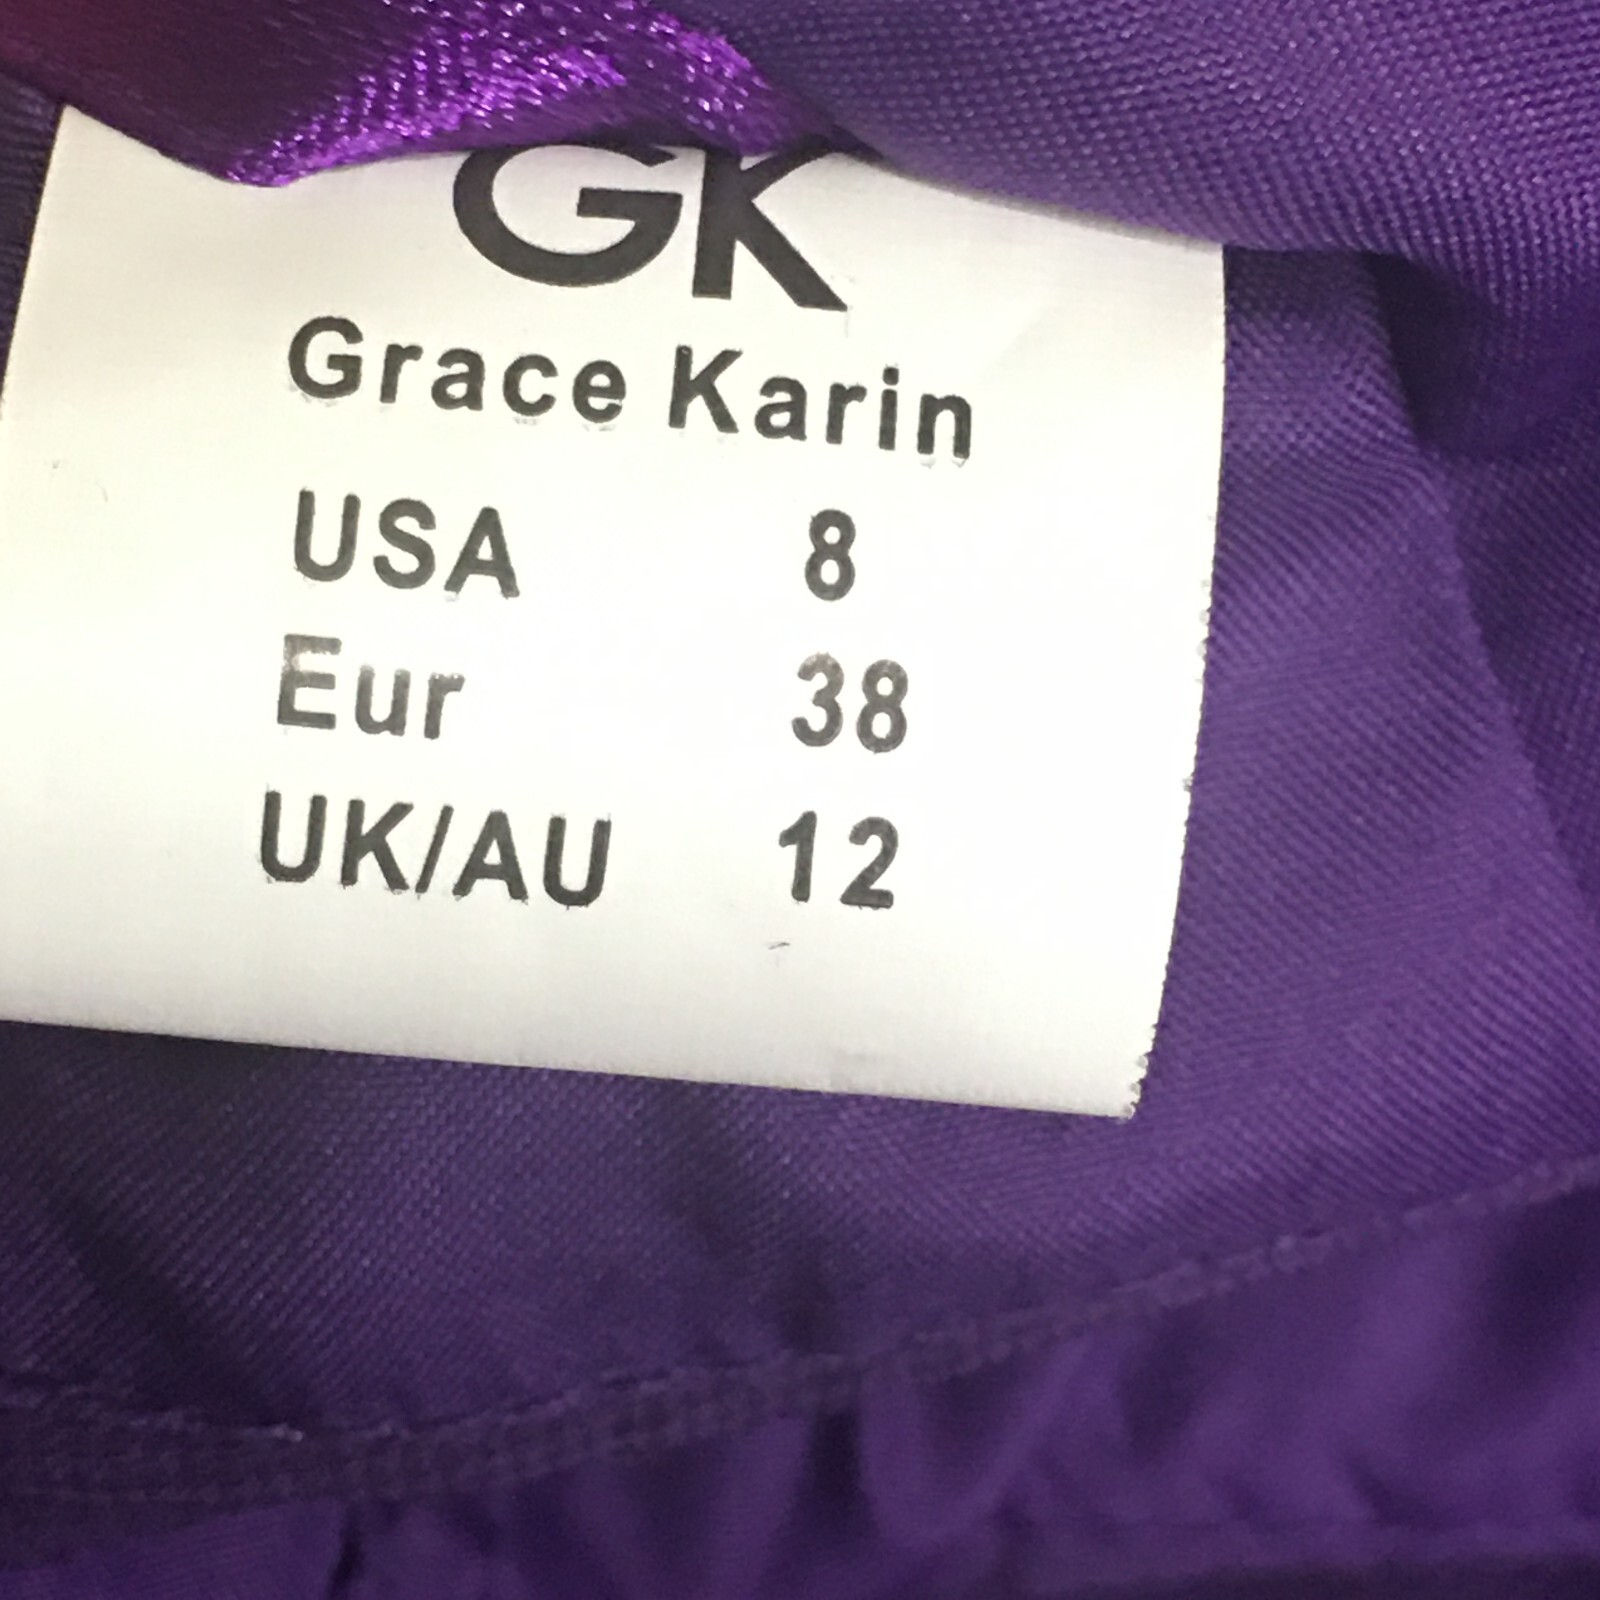 GK
Grace Karin
USA 8
Eur 38
UK/AU 12